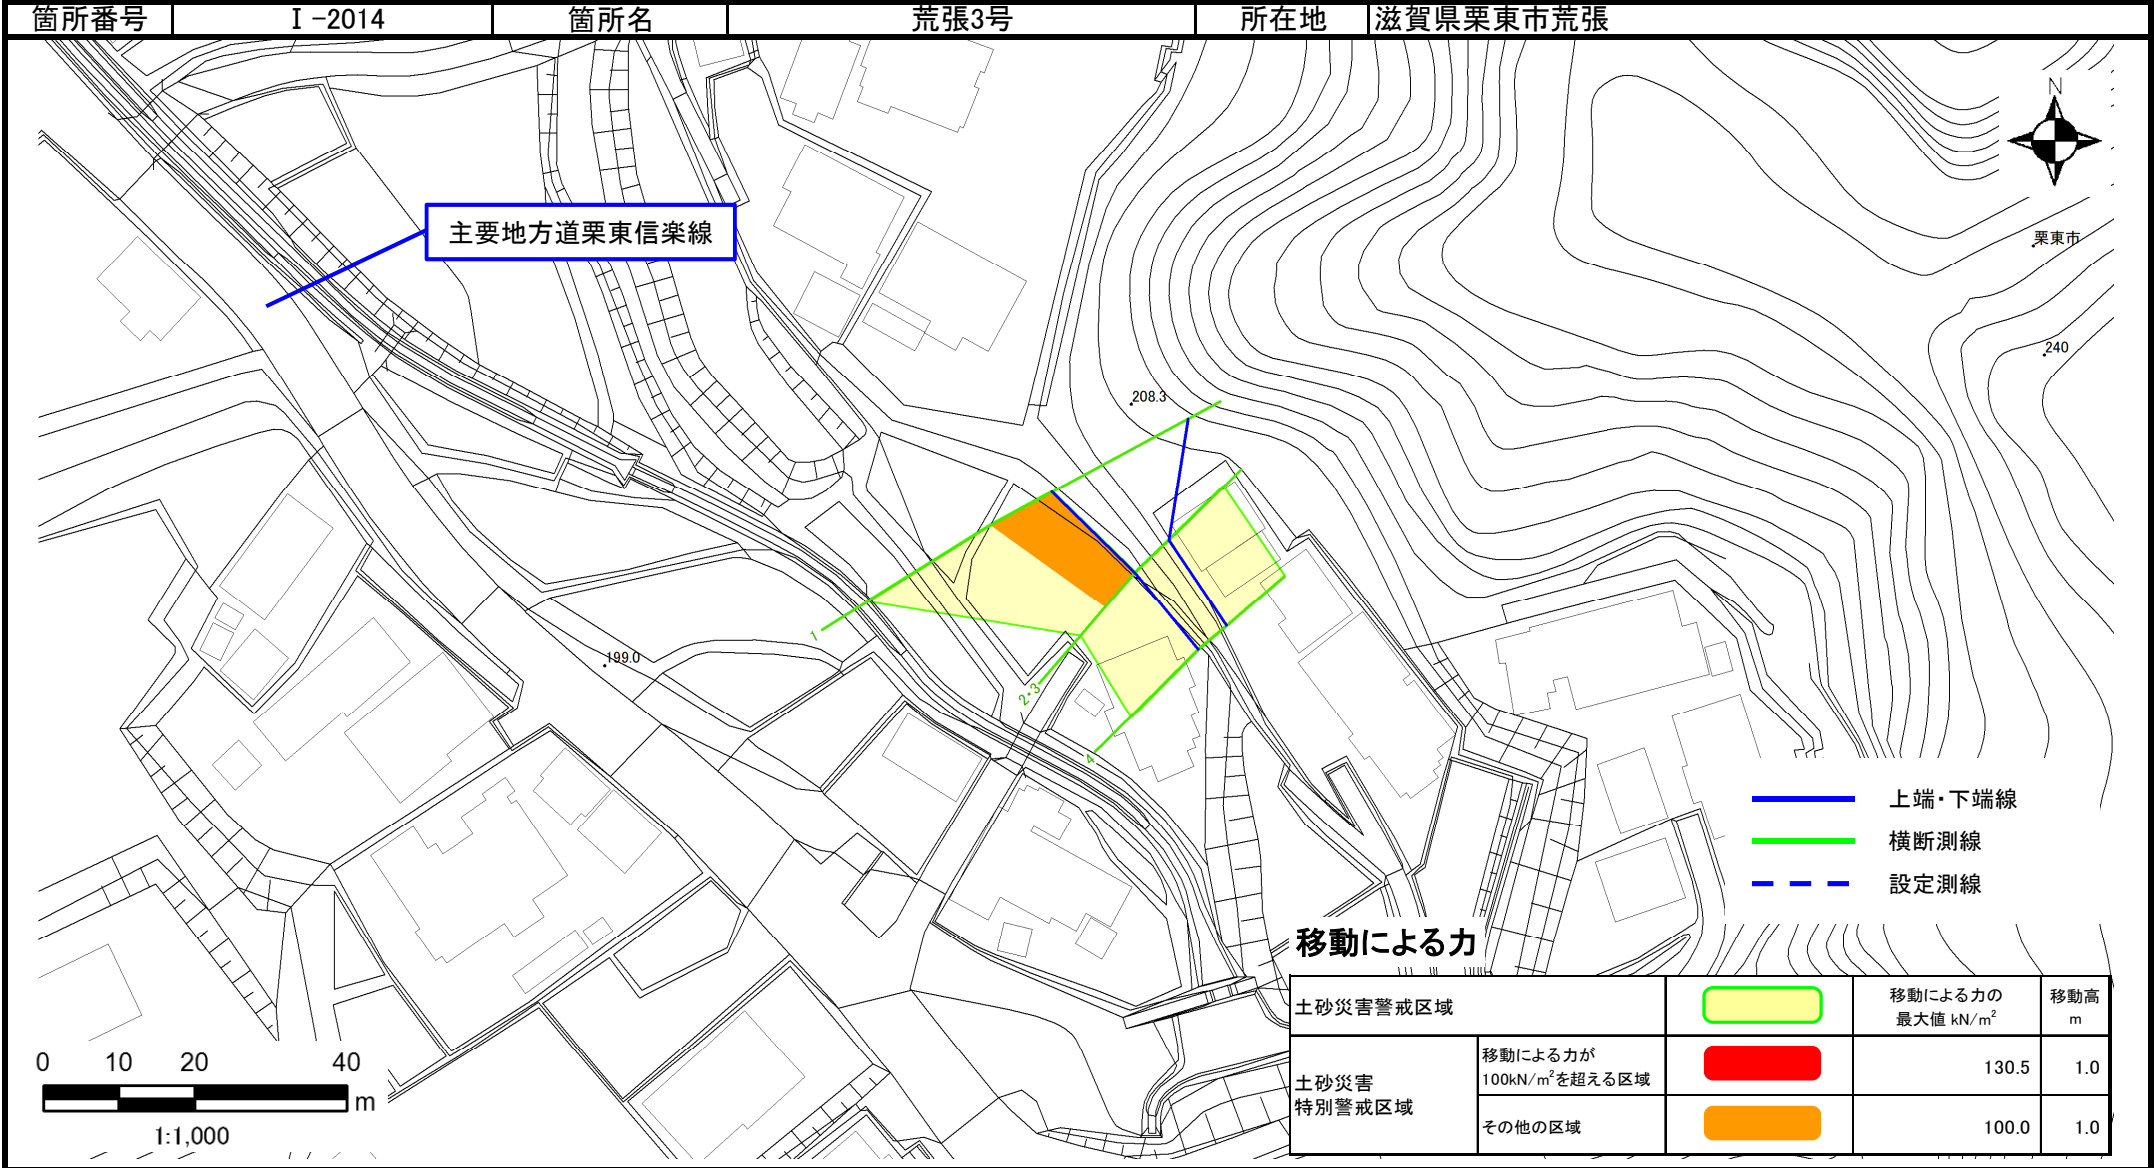 箇所番号 Ⅰ-2014 箇所名 荒張3号 所在地 滋賀県栗東市荒張
N
主要地方道栗東信楽線
栗東市
240
208.3
199.0
1
2・3
4
上端・下端線
横断測線
設定測線
移動による力
土砂災害警戒区域
移動による力の
最大値 kN/m²
移動高
m
土砂災害
特別警戒区域
移動による力が
100kN/m²を超える区域
130.5 1.0
その他の区域
100.0 1.0
0 10 20 40
m
1:1,000